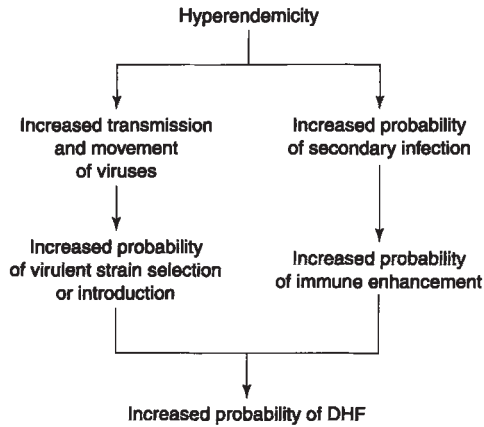 Hyperendemicity
Increased transmission
and movement
of viruses
Increased probability
of secondary infection
Increased probability
of virulent strain selection
or introduction
Increased probability
of immune enhancement
Increased probability of DHF